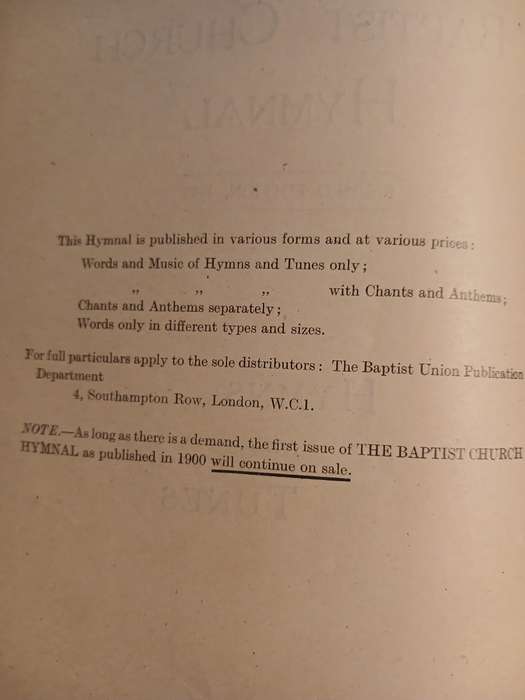 This Hymnal is published in various forms and at various prices:
Words and Music of Hymns and Tunes only;
„ „ „ with Chants and Anthems;
Chants and Anthems separately;
Words only in different types and sizes.
For full particulars apply to the sole distributors: The Baptist Union Publication
Department
4, Southampton Row, London, W.C.1.
NOTE.—As long as there is a demand, the first issue of THE BAPTIST CHURCH
HYMNAL as published in 1900 will continue on sale.